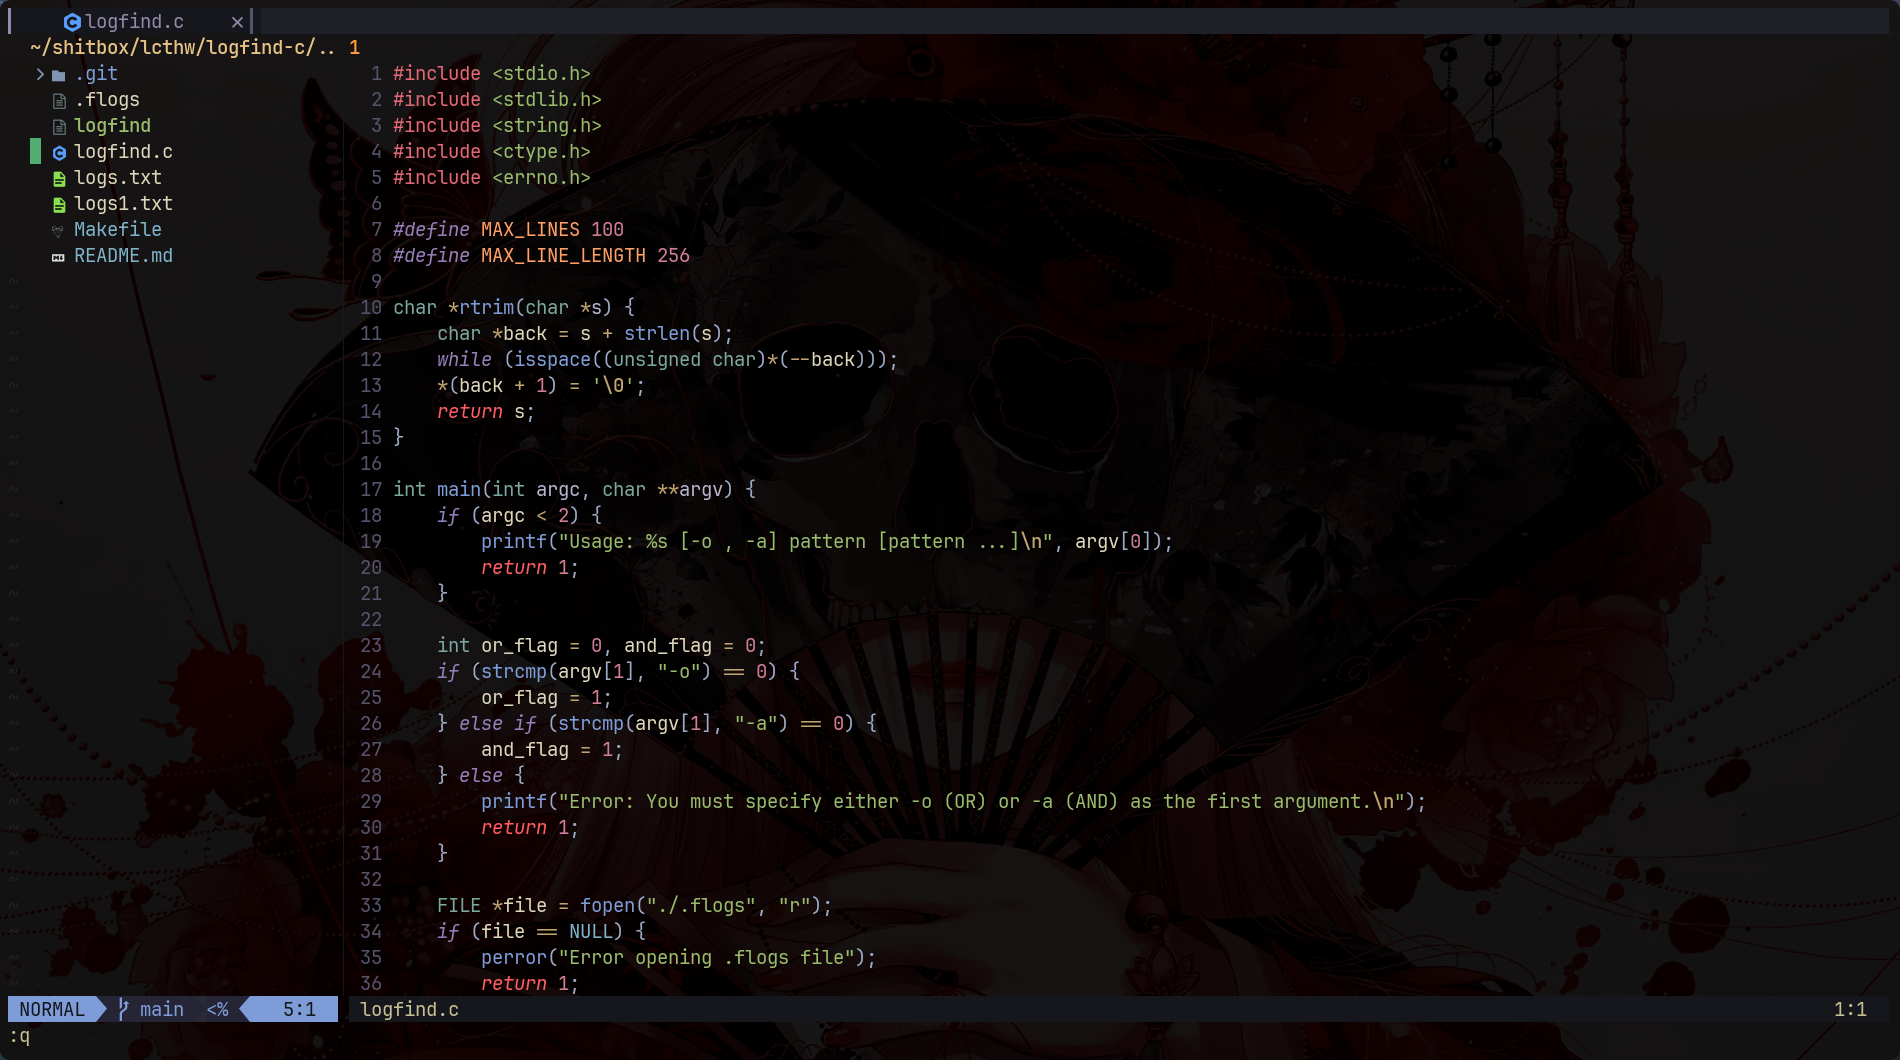 logfind.c ×
~/shitbox/lcthw/logfind-c/.. 1
.git
.flogs
logfind
logfind.c
logs.txt
logs1.txt
Makefile
README.md
1 #include <stdio.h>
2 #include <stdlib.h>
3 #include <string.h>
4 #include <ctype.h>
5 #include <errno.h>
6
7 #define MAX_LINES 100
8 #define MAX_LINE_LENGTH 256
9
10 char *rtrim(char *s) {
11     char *back = s + strlen(s);
12     while (isspace((unsigned char)*(--back)));
13     *(back + 1) = '\0';
14     return s;
15 }
16
17 int main(int argc, char **argv) {
18     if (argc < 2) {
19         printf("Usage: %s [-o , -a] pattern [pattern ...]\n", argv[0]);
20         return 1;
21     }
22
23     int or_flag = 0, and_flag = 0;
24     if (strcmp(argv[1], "-o") == 0) {
25         or_flag = 1;
26     } else if (strcmp(argv[1], "-a") == 0) {
27         and_flag = 1;
28     } else {
29         printf("Error: You must specify either -o (OR) or -a (AND) as the first argument.\n");
30         return 1;
31     }
32
33     FILE *file = fopen("./.flogs", "r");
34     if (file == NULL) {
35         perror("Error opening .flogs file");
36         return 1;
NORMAL main <% 5:1 logfind.c 1:1
:q